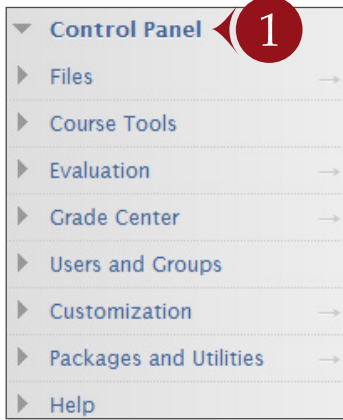 Control Panel 1
Files
Course Tools
Evaluation
Grade Center
Users and Groups
Customization
Packages and Utilities
Help